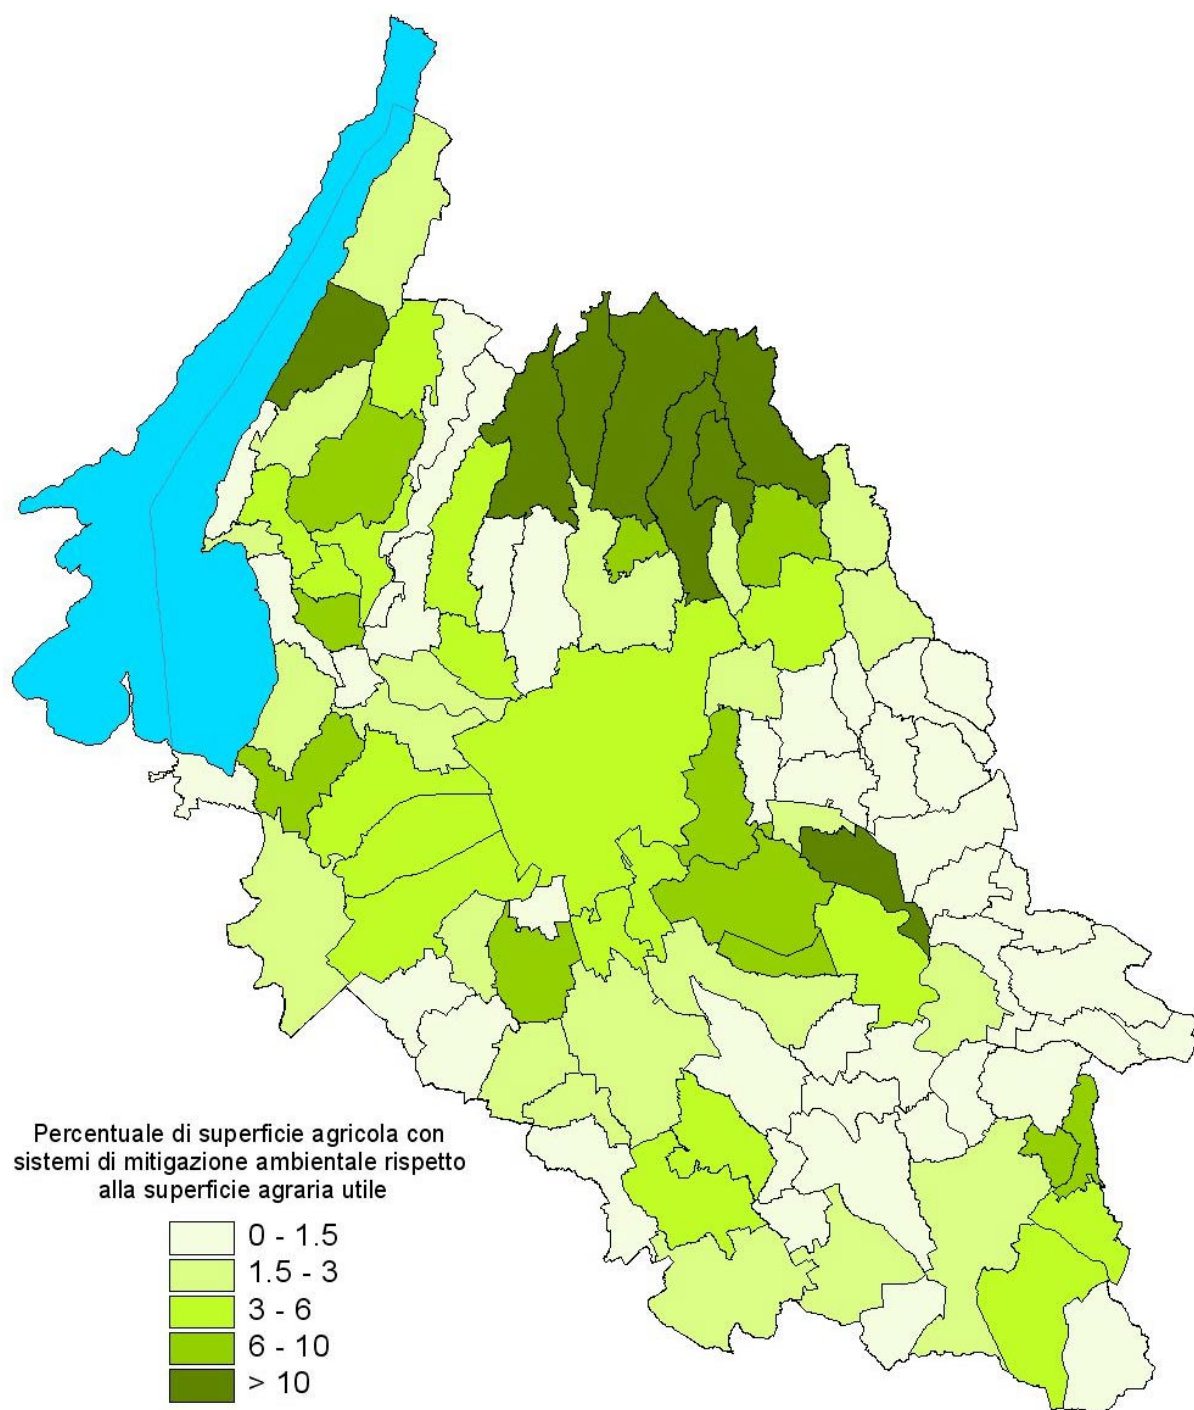 Percentuale di superficie agricola con
sistemi di mitigazione ambientale rispetto
alla superficie agraria utile
0 - 1.5
1.5 - 3
3 - 6
6 - 10
> 10